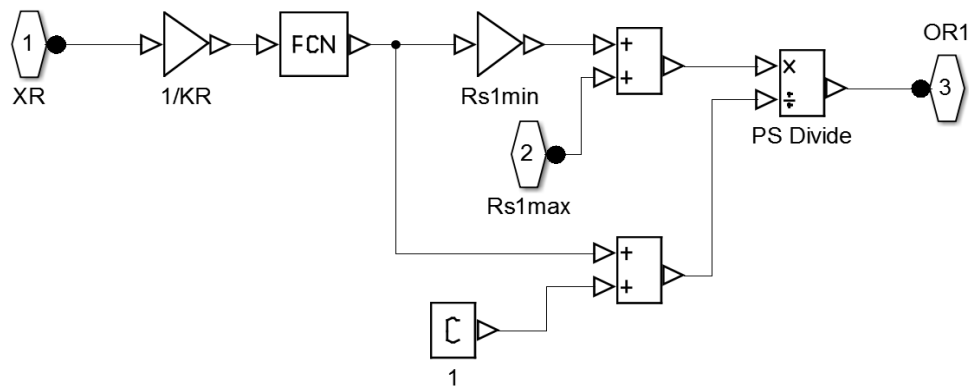 1
XR
1/KR
FCN
Rs1min
+
+
2
Rs1max
×
÷
PS Divide
OR1
3
+
+
C
1